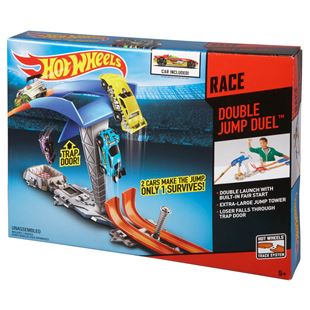 HOT WHEELS
CAR INCLUDED!
RACE
DOUBLE
JUMP DUEL™
TRAP
DOOR!
2 CARS MAKE THE JUMP.
ONLY 1 SURVIVES!
• DOUBLE LAUNCH WITH
BUILT-IN FAIR START
• EXTRA-LARGE JUMP TOWER
• LOSER FALLS THROUGH
TRAP DOOR
UNASSEMBLED
HOT WHEELS
TRACK SYSTEM
5+